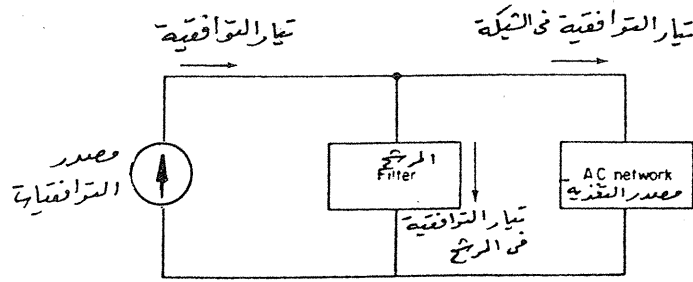 تيار التوافقية
تيار التوافقية فى الشبكة
مصدر
التوافقيات
المرشح
Filter
AC network
مصدر التغذية
تيار التوافقية
فى المرشح